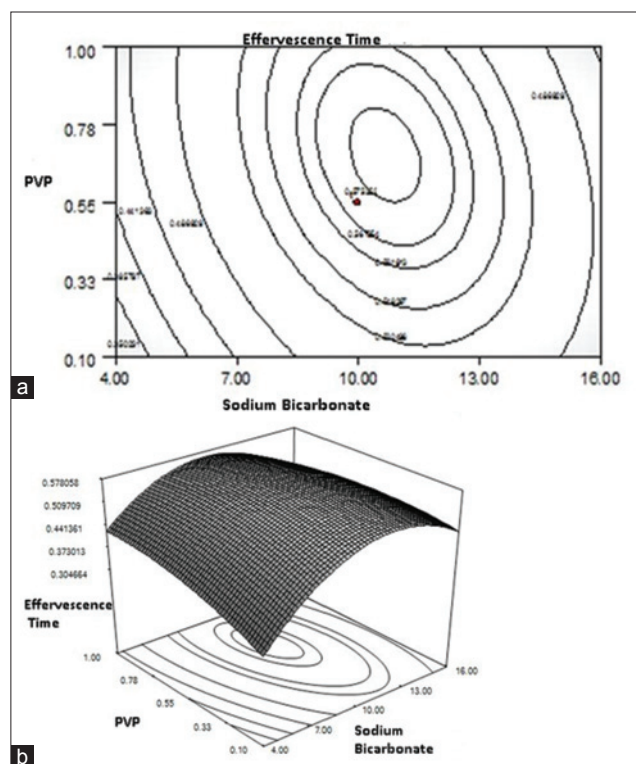 Effervescence Time
1.00
0.78
PVP
0.55
0.33
0.10
4.00 7.00 10.00 13.00 16.00
Sodium Bicarbonate
a
0.578058
0.509709
0.441361
0.373013
0.304664
Effervescence
Time
1.00
0.78
0.55
0.33
0.10
PVP
16.00
13.00
10.00
7.00
4.00
Sodium
Bicarbonate
b